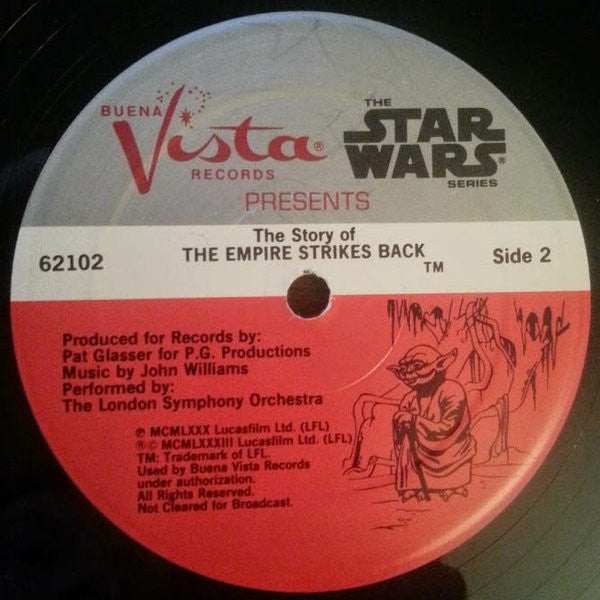 BUENA
Vista®
RECORDS
THE
STAR
WARS®
SERIES
PRESENTS
The Story of
62102 THE EMPIRE STRIKES BACK TM Side 2
Produced for Records by:
Pat Glasser for P.G. Productions
Music by John Williams
Performed by:
The London Symphony Orchestra
℗ MCMLXXX Lucasfilm Ltd. (LFL)
®© MCMLXXXIII Lucasfilm Ltd. (LFL)
TM: Trademark of LFL.
Used by Buena Vista Records
under authorization.
All Rights Reserved.
Not Cleared for Broadcast.